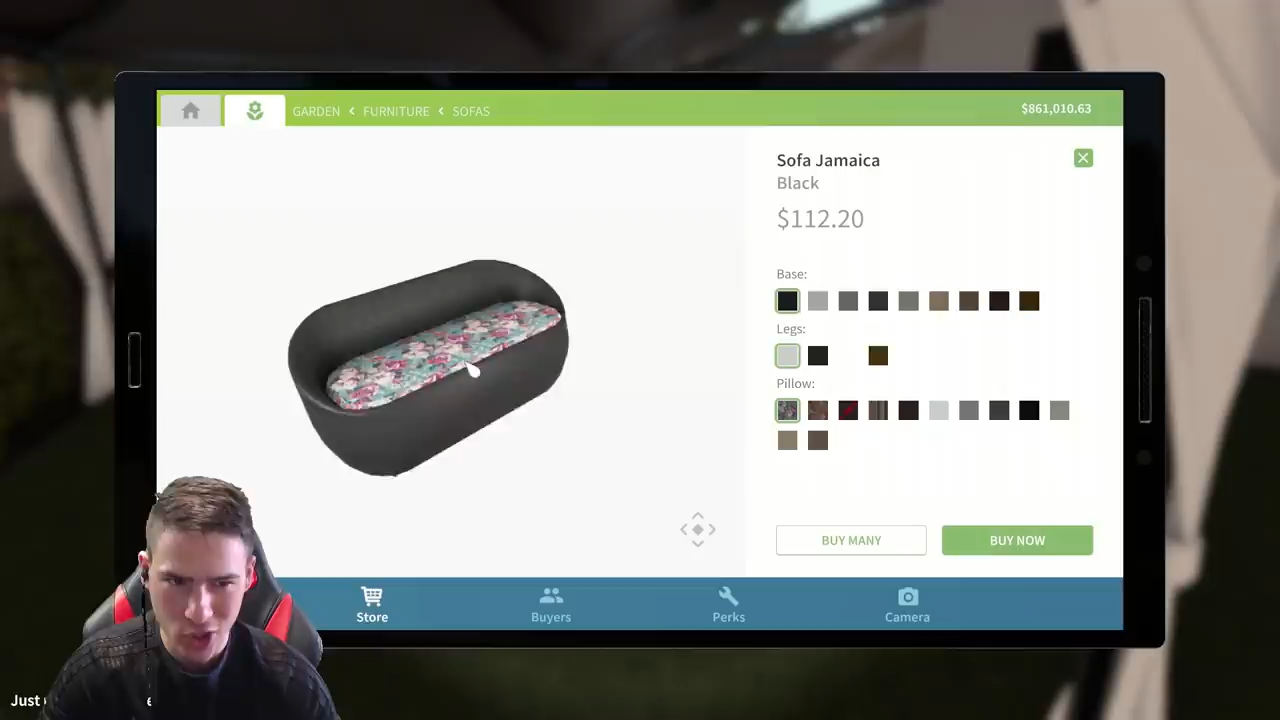 GARDEN < FURNITURE < SOFAS
$861,010.63
Sofa Jamaica
Black
$112.20
Base:
Legs:
Pillow:
BUY MANY
BUY NOW
Store
Buyers
Perks
Camera
Just